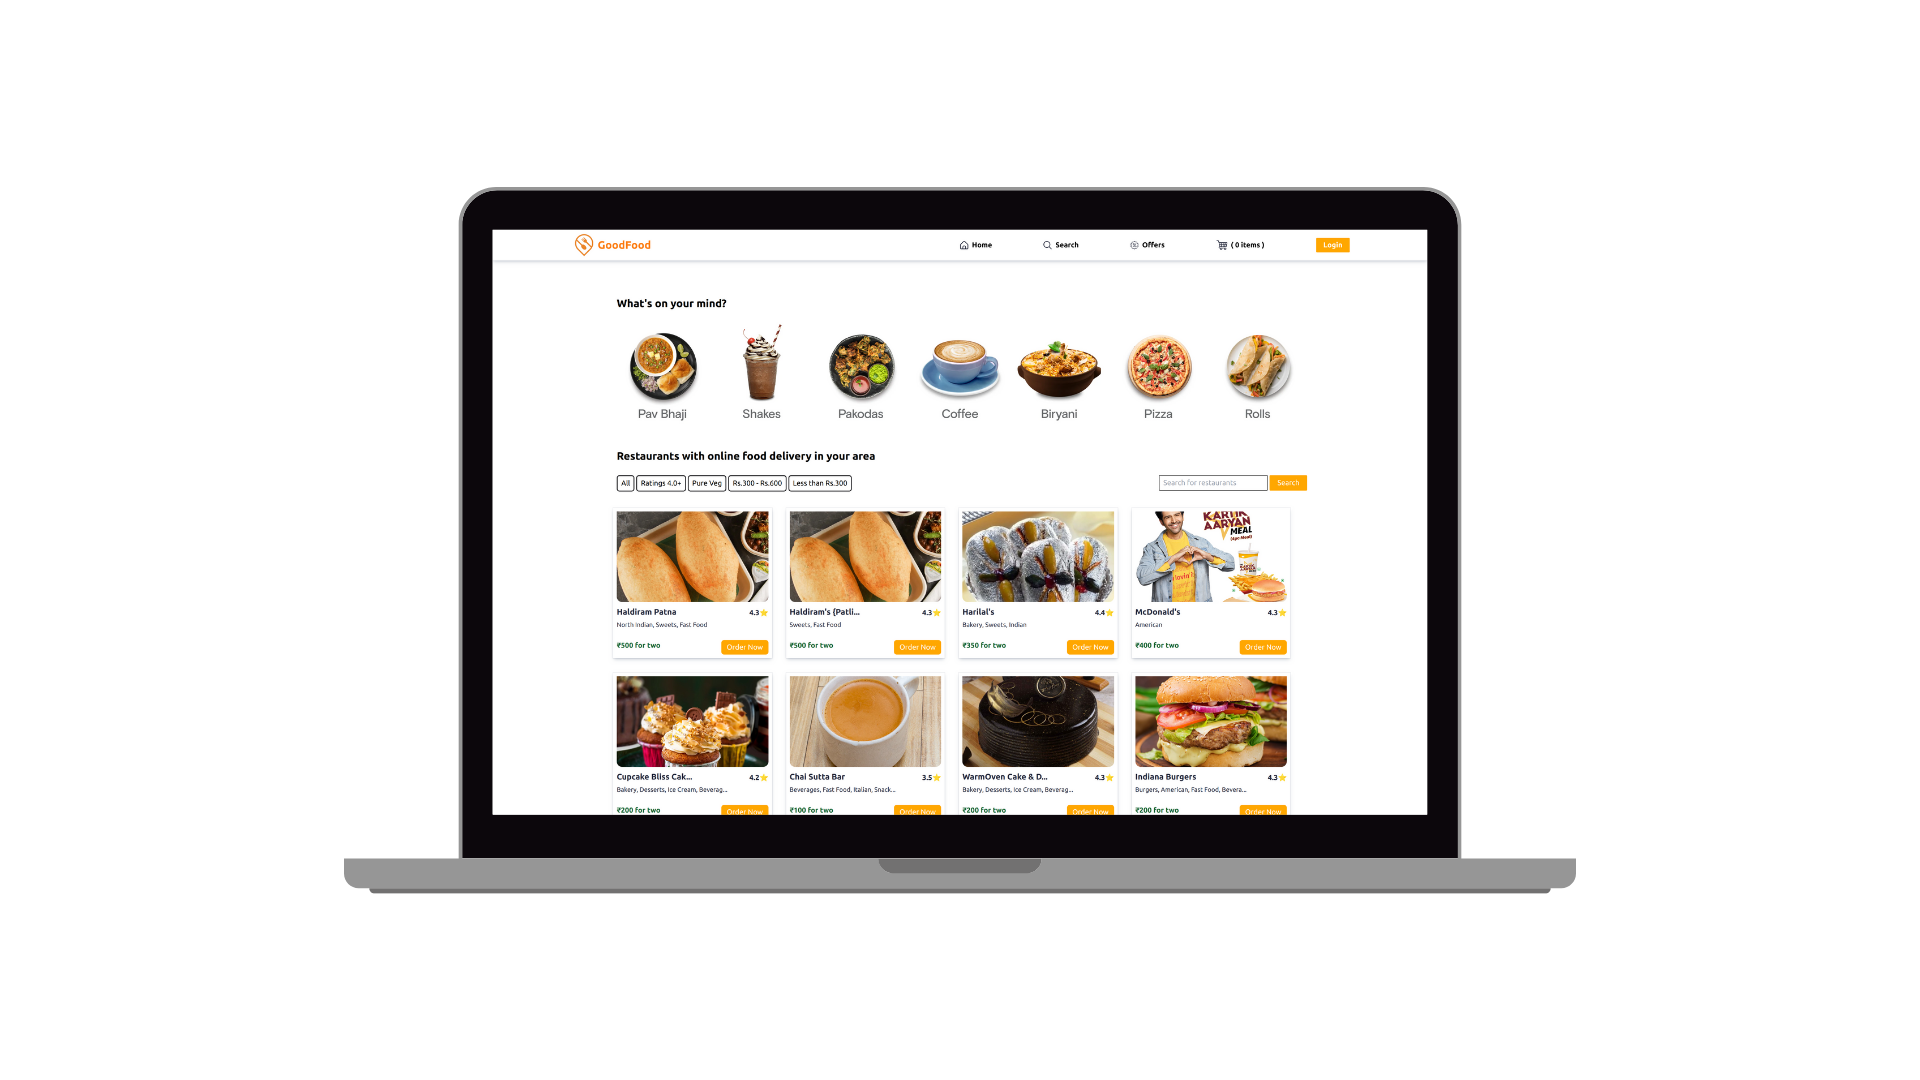 GoodFood
Home Search Offers ( 0 items ) Login
What's on your mind?
Pav Bhaji Shakes Pakodas Coffee Biryani Pizza Rolls
Restaurants with online food delivery in your area
All Ratings 4.0+ Pure Veg Rs.300 - Rs.600 Less than Rs.300 Search for restaurants Search
KARTIK
AARYAN
MEAL
lovin'
Haldiram Patna 4.3 Haldiram's {Patli... 4.3 Harilal's 4.4 McDonald's 4.3
North Indian, Sweets, Fast Food Sweets, Fast Food Bakery, Sweets, Indian American
₹500 for two Order Now ₹500 for two Order Now ₹350 for two Order Now ₹400 for two Order Now
Cupcake Bliss Cak... 4.2 Chai Sutta Bar 3.5 WarmOven Cake & D... 4.3 Indiana Burgers 4.3
Bakery, Desserts, Ice Cream, Beverag... Beverages, Fast Food, Italian, Snack... Bakery, Desserts, Ice Cream, Beverag... Burgers, American, Fast Food, Bevera...
₹200 for two Order Now ₹100 for two Order Now ₹200 for two Order Now ₹200 for two Order Now